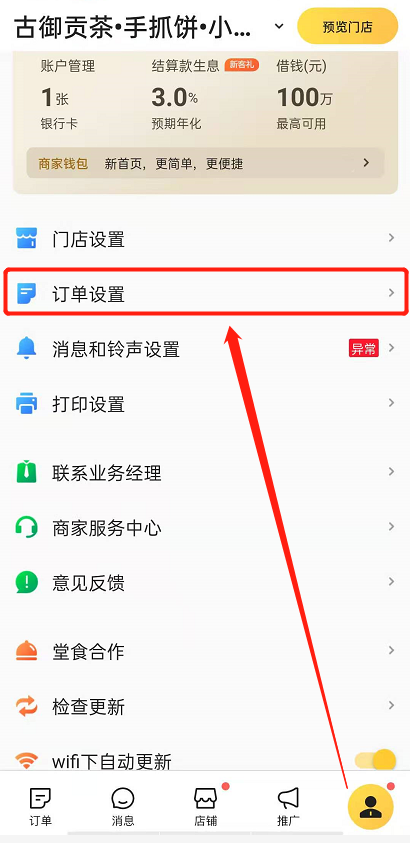 古御贡茶•手抓饼•小... 预览门店
账户管理 结算款生息 新客礼 借钱(元)
1张 3.0% 100万
银行卡 预期年化 最高可用
商家钱包 新首页，更简单，更便捷
门店设置
订单设置
消息和铃声设置 异常
打印设置
联系业务经理
商家服务中心
意见反馈
堂食合作
检查更新
wifi下自动更新
订单 消息 店铺 推广